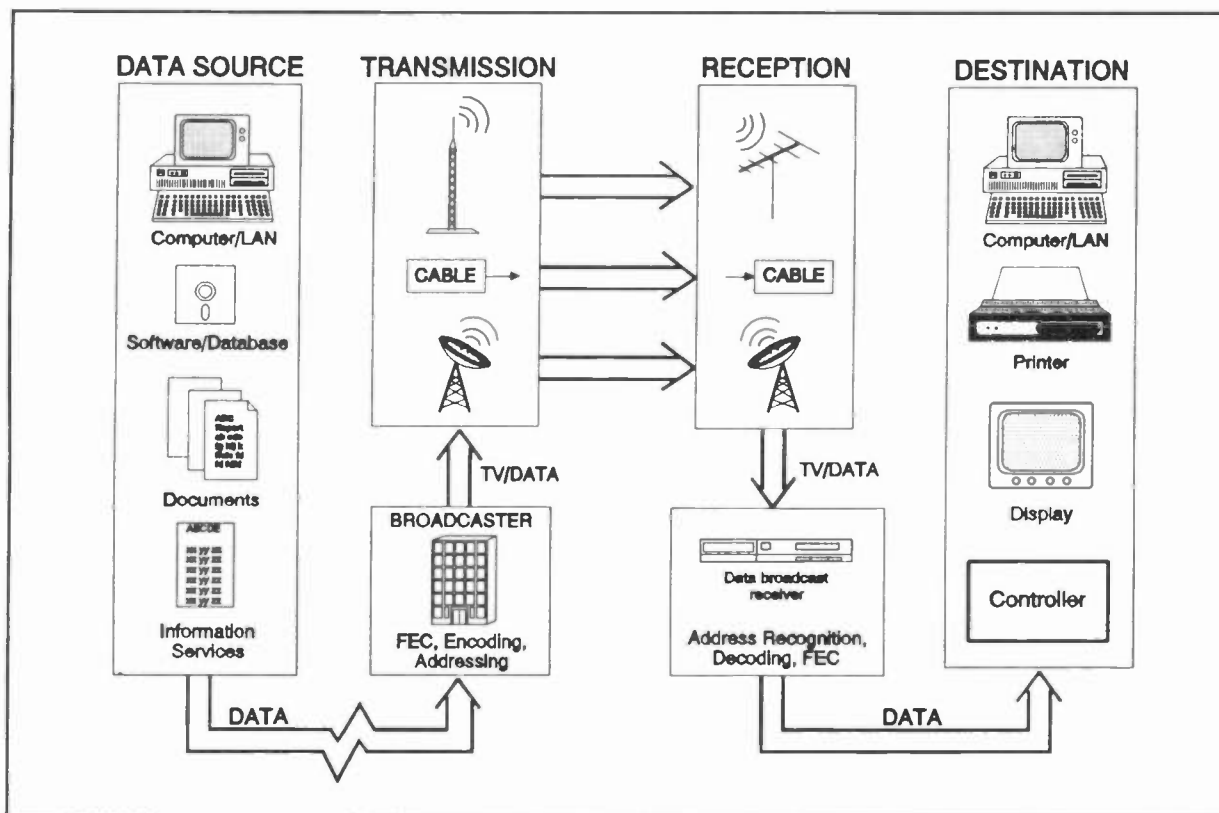 DATA SOURCE
TRANSMISSION
RECEPTION
DESTINATION
Computer/LAN
Software/Database
Documents
ABCDE
Information
Services
DATA
CABLE
TV/DATA
BROADCASTER
FEC, Encoding,
Addressing
CABLE
TV/DATA
Data broadcast
receiver
Address Recognition,
Decoding, FEC
DATA
Computer/LAN
Printer
Display
Controller